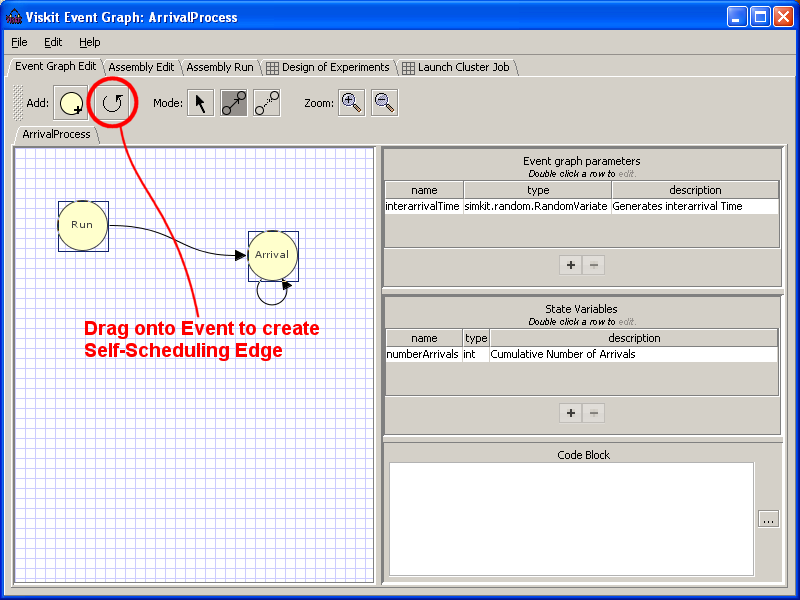 Viskit Event Graph: ArrivalProcess
File Edit Help
Event Graph Edit Assembly Edit Assembly Run Design of Experiments Launch Cluster Job
Add: Mode: Zoom:
ArrivalProcess
Event graph parameters
Double click a row to edit.
name type description
interarrivalTime simkit.random.RandomVariate Generates interarrival Time
Run
Arrival
+ −
Drag onto Event to create
Self-Scheduling Edge
State Variables
Double click a row to edit.
name type description
numberArrivals int Cumulative Number of Arrivals
+ −
Code Block
...